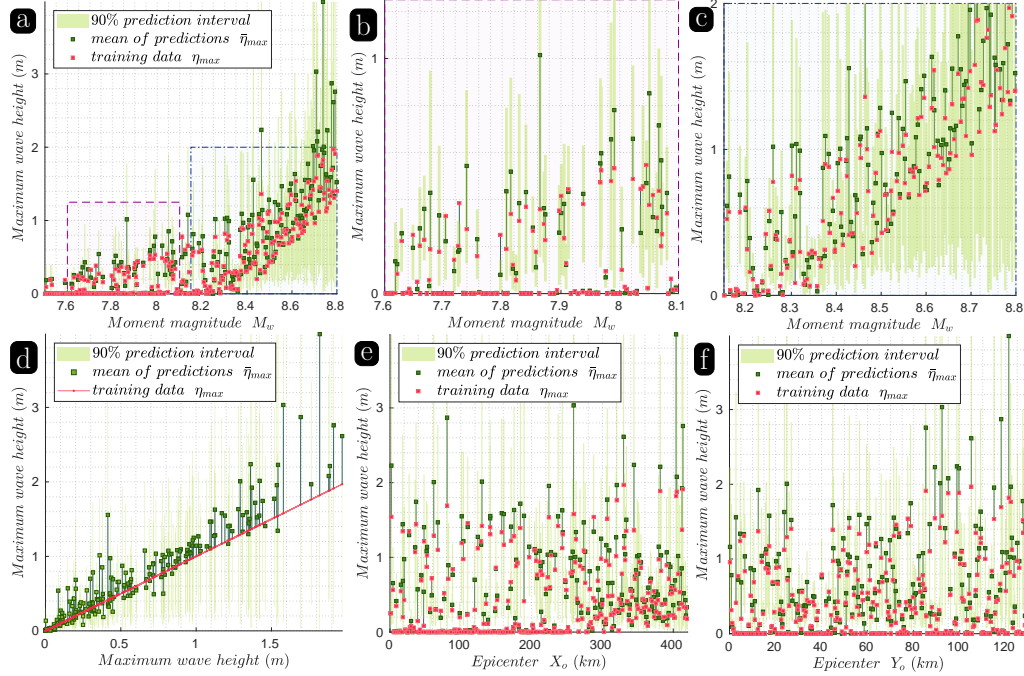 a
90% prediction interval
mean of predictions η̄max
training data ηmax
Maximum wave height (m)
0
1
2
3
7.6
7.8
8
8.2
8.4
8.6
8.8
Moment magnitude Mw
b
Maximum wave height (m)
0
1
7.6
7.7
7.8
7.9
8
8.1
Moment magnitude Mw
c
Maximum wave height (m)
0
1
2
8.2
8.3
8.4
8.5
8.6
8.7
8.8
Moment magnitude Mw
d
90% prediction interval
mean of predictions η̄max
training data ηmax
Maximum wave height (m)
0
1
2
3
0
0.5
1
1.5
Maximum wave height (m)
e
90% prediction interval
mean of predictions η̄max
training data ηmax
Maximum wave height (m)
0
1
2
3
0
100
200
300
400
Epicenter Xo (km)
f
90% prediction interval
mean of predictions η̄max
training data ηmax
Maximum wave height (m)
0
1
2
3
0
20
40
60
80
100
120
Epicenter Yo (km)